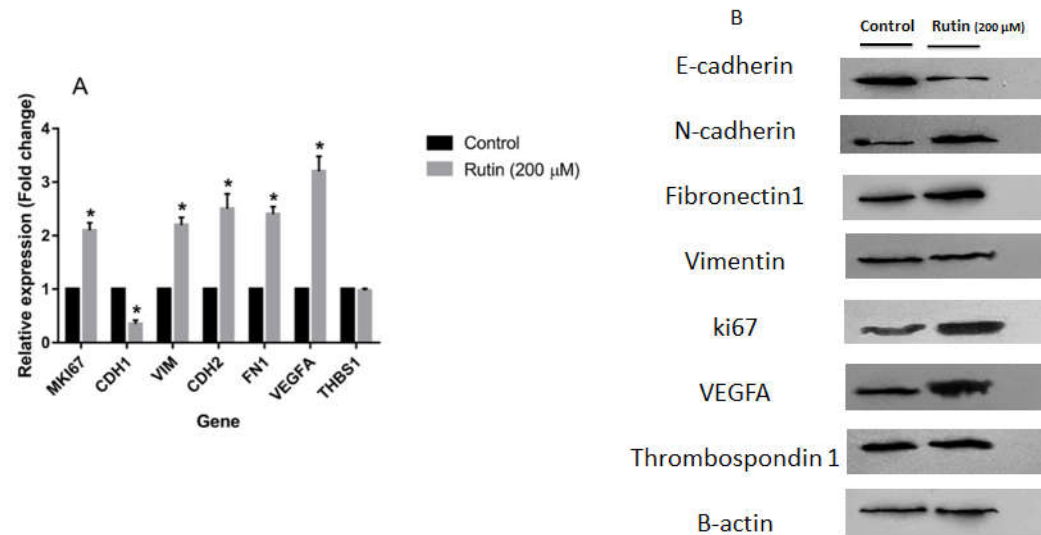 A
Relative expression (Fold change)
4
3
2
1
0
*
*
*
*
*
*
MKI67
CDH1
VIM
CDH2
FN1
VEGFA
THBS1
Gene
Control
Rutin (200 μM)
B
Control Rutin (200 μM)
E-cadherin
N-cadherin
Fibronectin1
Vimentin
ki67
VEGFA
Thrombospondin 1
B-actin